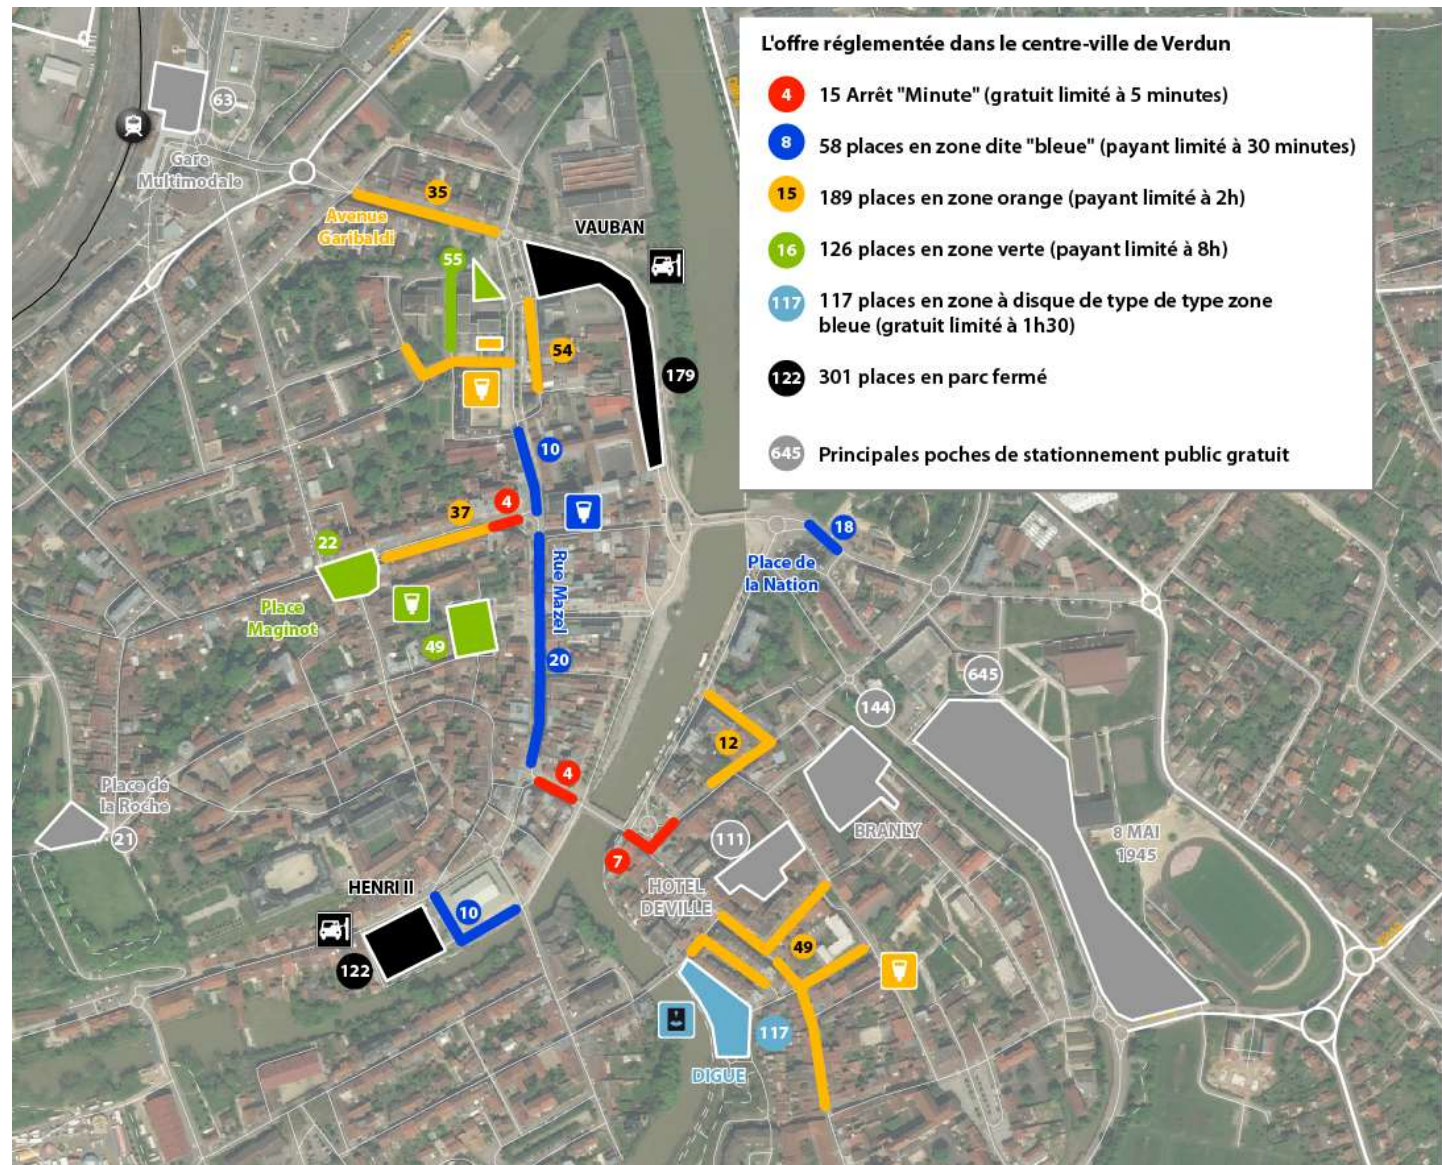 L'offre réglementée dans le centre-ville de Verdun
4 15 Arrêt "Minute" (gratuit limité à 5 minutes)
8 58 places en zone dite "bleue" (payant limité à 30 minutes)
15 189 places en zone orange (payant limité à 2h)
16 126 places en zone verte (payant limité à 8h)
117 117 places en zone à disque de type de type zone
bleue (gratuit limité à 1h30)
122 301 places en parc fermé
645 Principales poches de stationnement public gratuit
63
Gare
Multimodale
35
Avenue
Garibaldi
VAUBAN
55
54
179
10
4
37
18
22
Place de
la Nation
Rue Mazel
Place
Maginot
49
20
645
144
12
4
Place de
la Roche
21
BRANLY
8 MAI
1945
111
7
HOTEL
DEVILLE
HENRI II
10
49
122
117
DIGUE